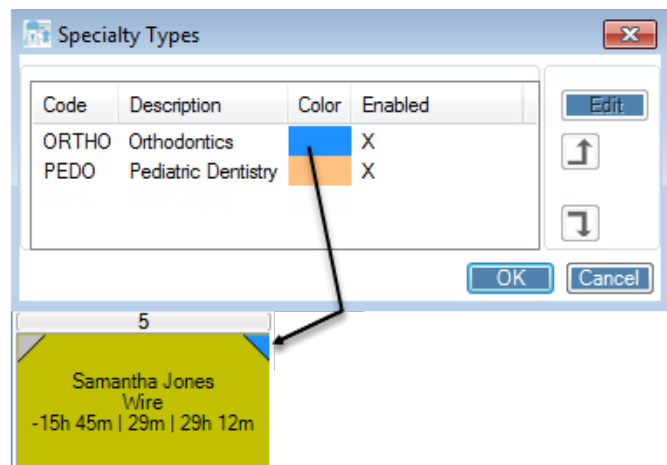 Specialty Types
Code Description Color Enabled
Edit
ORTHO Orthodontics X
PEDO Pediatric Dentistry X
OK Cancel
5
Samantha Jones
Wire
-15h 45m | 29m | 29h 12m